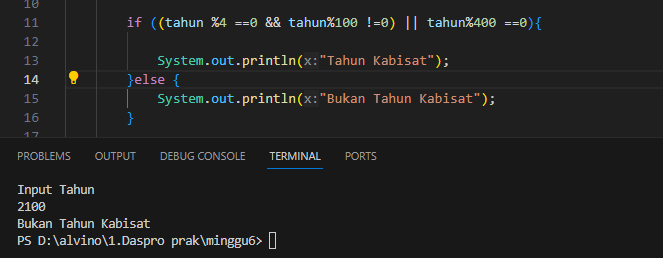 10
11 if ((tahun %4 ==0 && tahun%100 !=0) || tahun%400 ==0){
12
13 System.out.println(x:"Tahun Kabisat");
14 }else {
15 System.out.println(x:"Bukan Tahun Kabisat");
16 }
17
PROBLEMS OUTPUT DEBUG CONSOLE TERMINAL PORTS
Input Tahun
2100
Bukan Tahun Kabisat
PS D:\alvino\1.Daspro prak\minggu6>